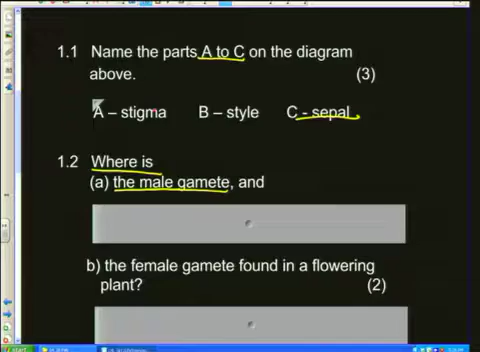 1.1 Name the parts A to C on the diagram
above. (3)
A – stigma B – style C - sepal
1.2 Where is
(a) the male gamete, and
b) the female gamete found in a flowering
plant? (2)
start